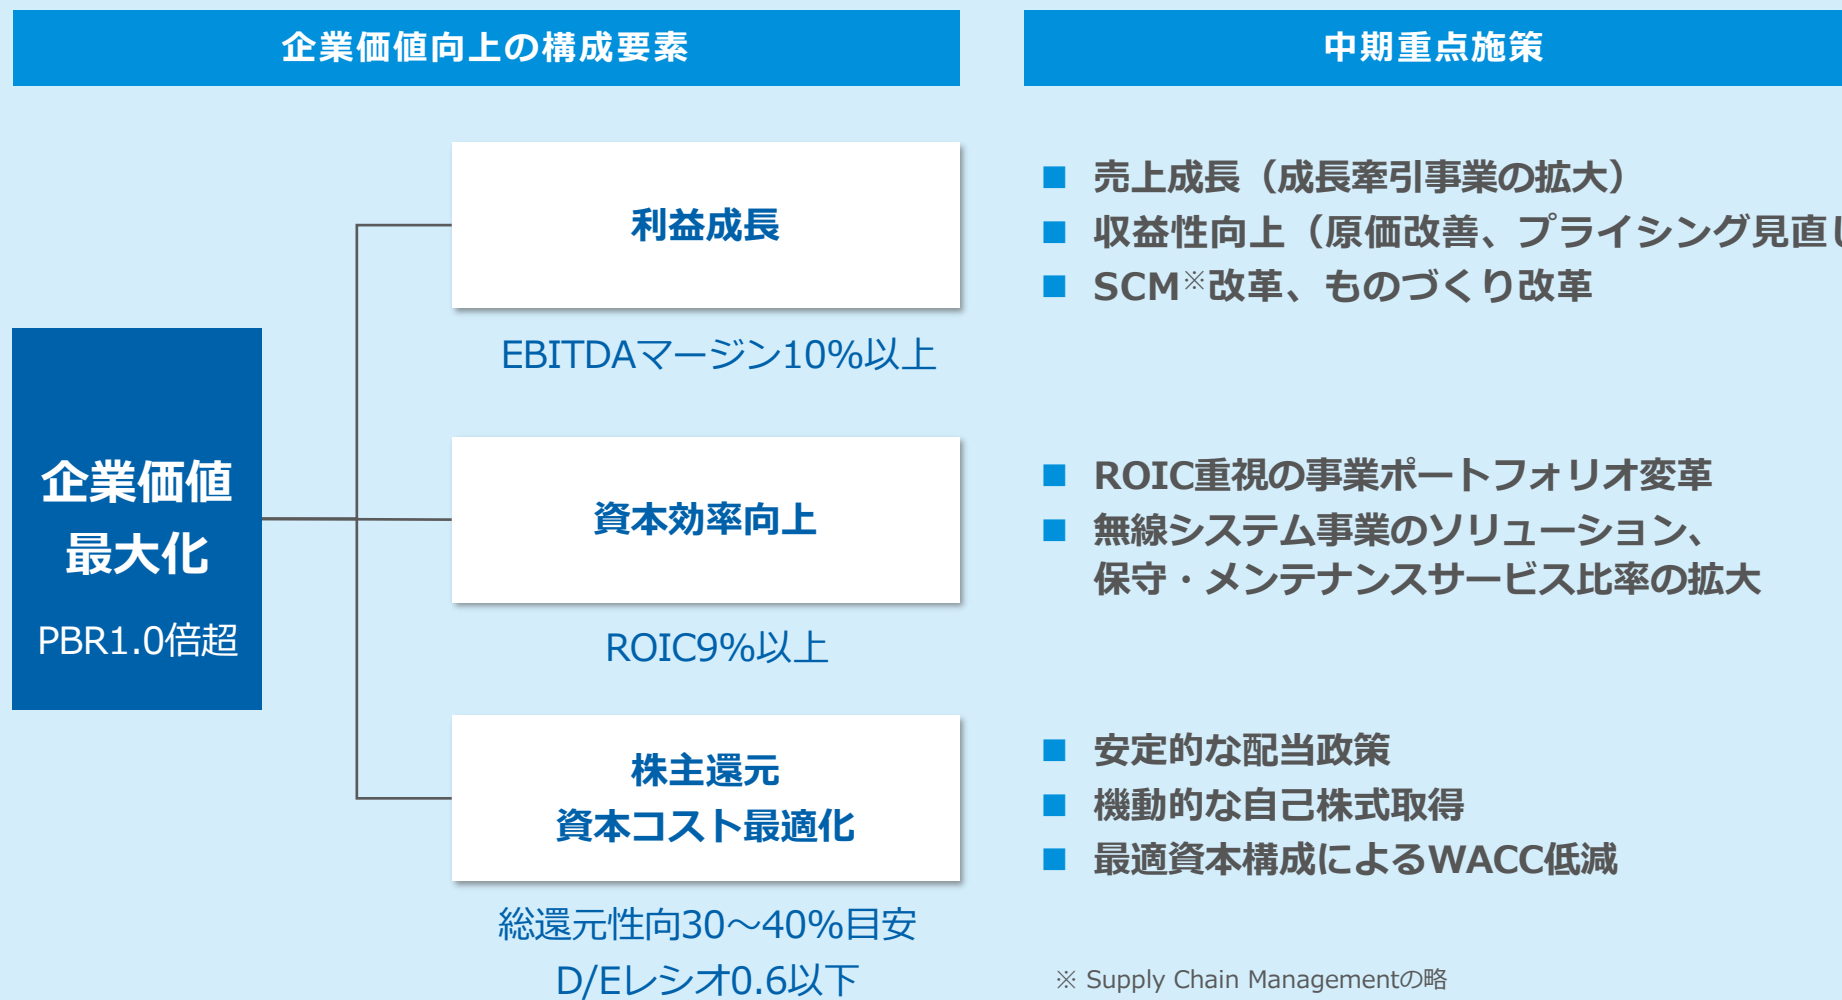 企業価値向上の構成要素
中期重点施策
企業価値
最大化
PBR1.0倍超
利益成長
EBITDAマージン10%以上
■ 売上成長（成長牽引事業の拡大）
■ 収益性向上（原価改善、プライシング見直し
■ SCM※改革、ものづくり改革
資本効率向上
ROIC9%以上
■ ROIC重視の事業ポートフォリオ変革
■ 無線システム事業のソリューション、
保守・メンテナンスサービス比率の拡大
株主還元
資本コスト最適化
総還元性向30～40%目安
D/Eレシオ0.6以下
■ 安定的な配当政策
■ 機動的な自己株式取得
■ 最適資本構成によるWACC低減
※ Supply Chain Managementの略